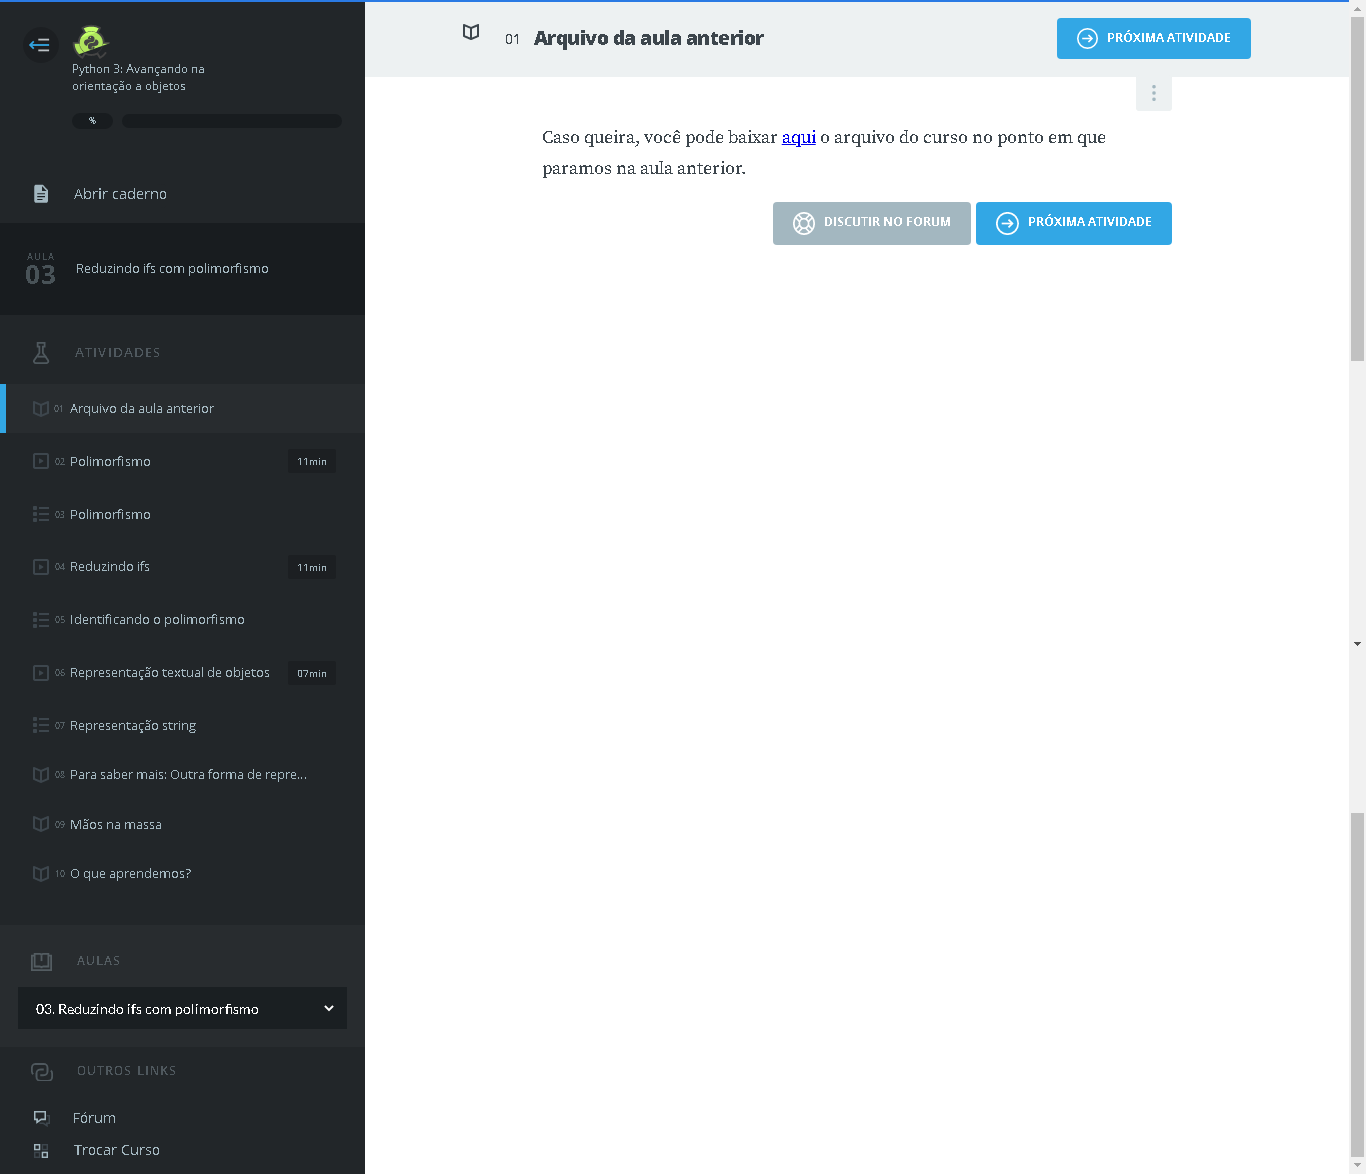 Python 3: Avançando na
orientação a objetos
%
Abrir caderno
AULA
03
Reduzindo ifs com polimorfismo
ATIVIDADES
01 Arquivo da aula anterior
02 Polimorfismo 11min
03 Polimorfismo
04 Reduzindo ifs 11min
05 Identificando o polimorfismo
06 Representação textual de objetos 07min
07 Representação string
08 Para saber mais: Outra forma de repre...
09 Mãos na massa
10 O que aprendemos?
AULAS
03. Reduzindo ifs com polimorfismo
OUTROS LINKS
Fórum
Trocar Curso
01 Arquivo da aula anterior
PRÓXIMA ATIVIDADE
Caso queira, você pode baixar aqui o arquivo do curso no ponto em que
paramos na aula anterior.
DISCUTIR NO FORUM
PRÓXIMA ATIVIDADE